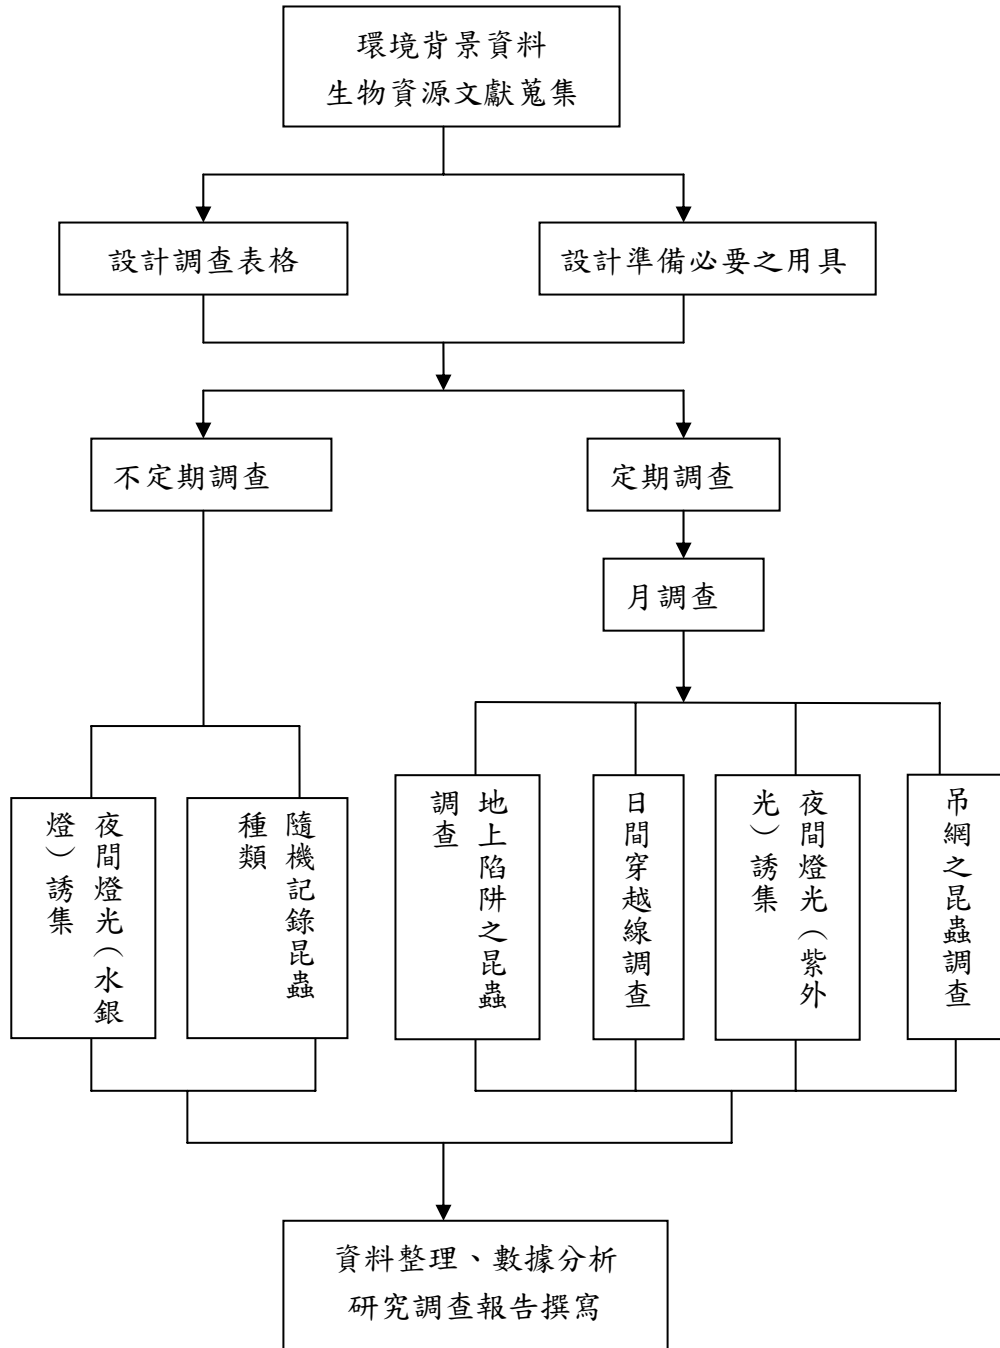 環境背景資料
生物資源文獻蒐集
設計調查表格
設計準備必要之用具
不定期調查
定期調查
月調查
夜間燈光（水銀
燈）誘集
隨機記錄昆蟲
種類
地上陷阱之昆蟲
調查
日間穿越線調查
夜間燈光（紫外
光）誘集
吊網之昆蟲調查
資料整理、數據分析
研究調查報告撰寫